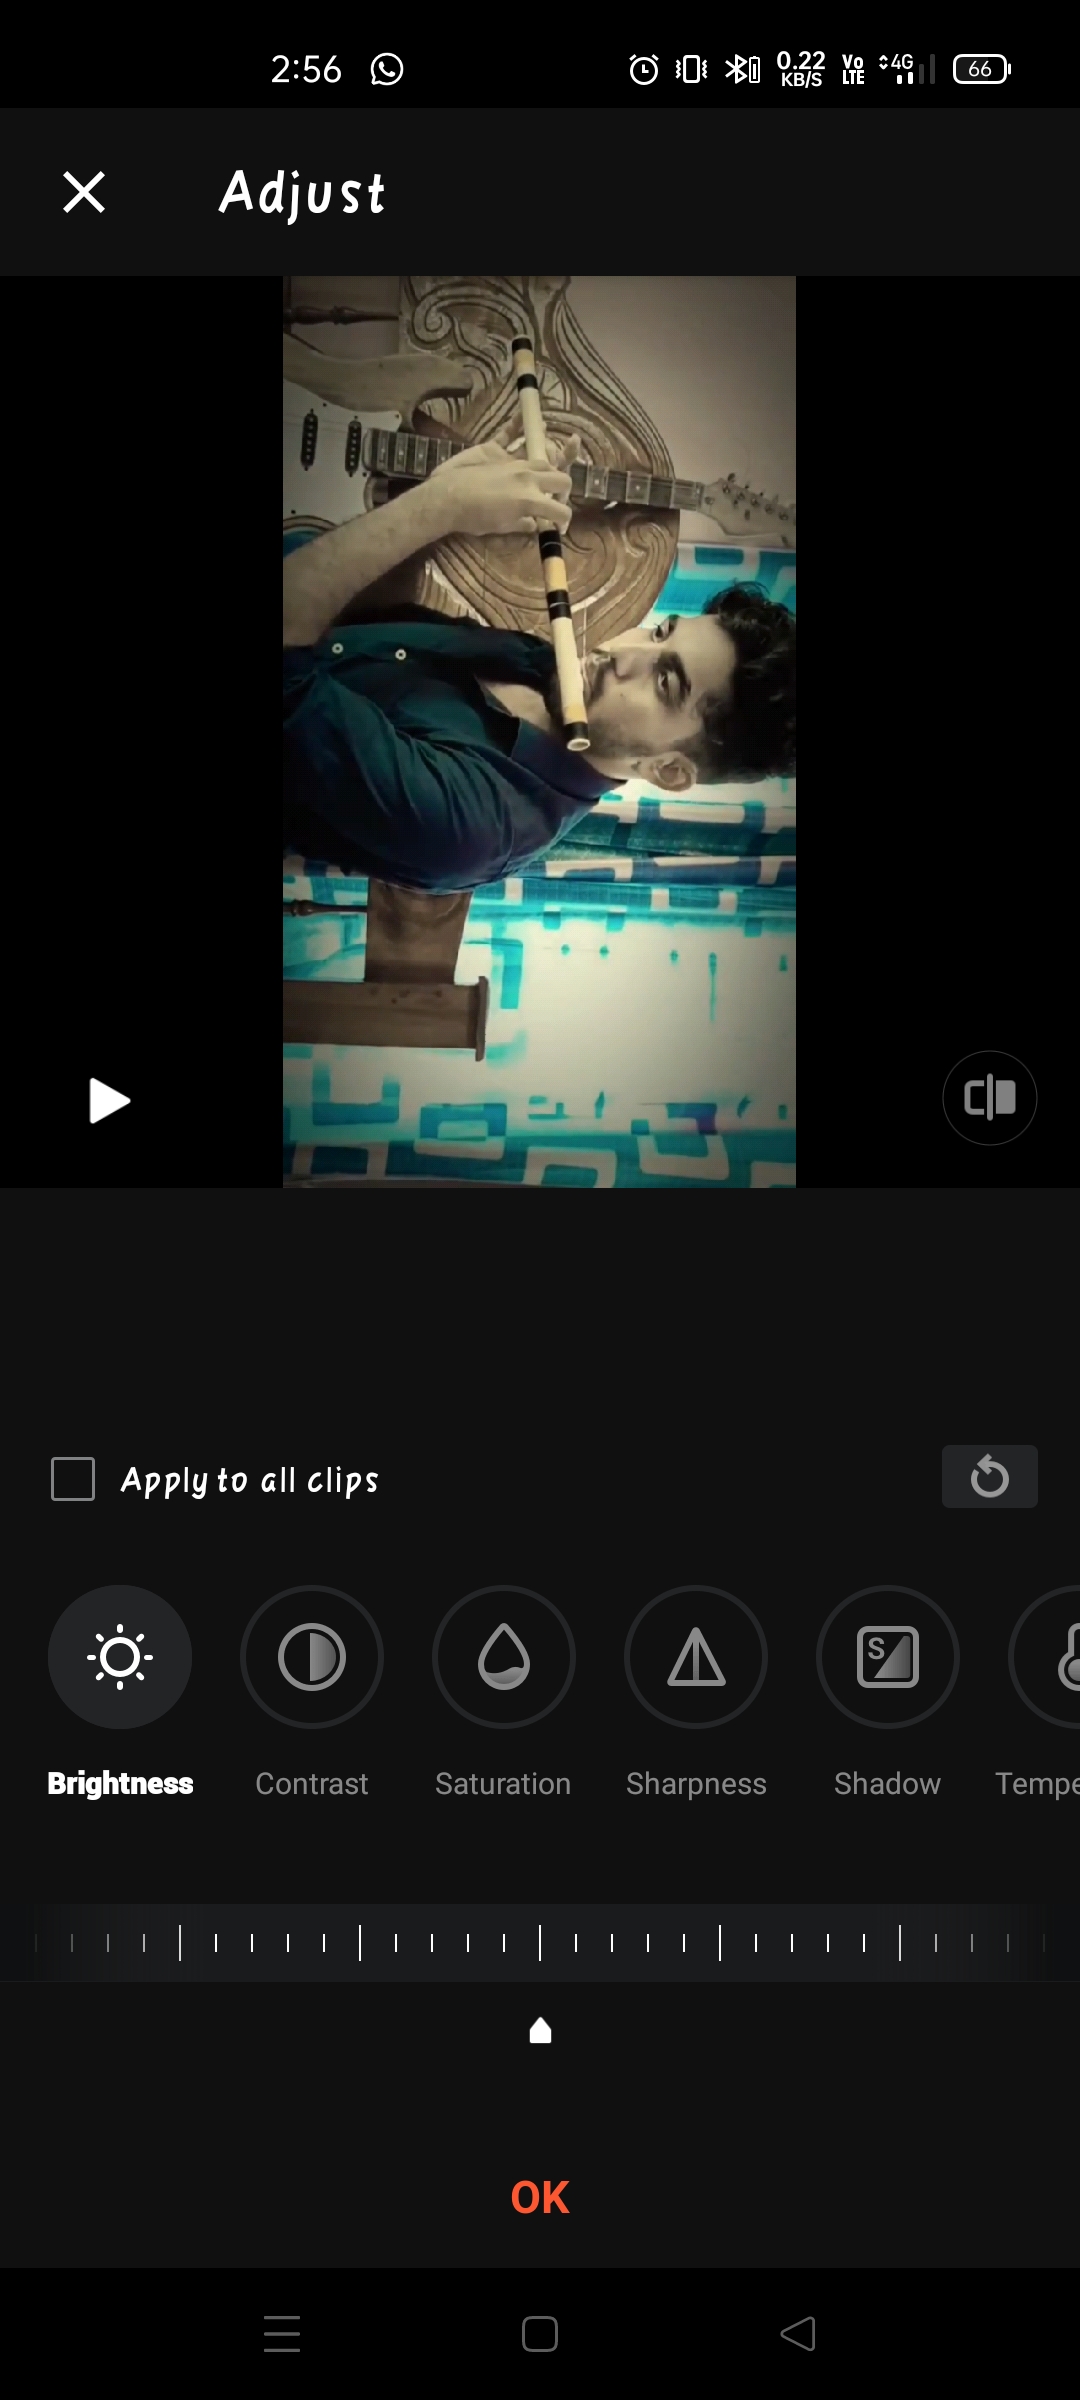 2:56 0.22 KB/S Vo LTE 4G 66
Adjust
Apply to all clips
S
Brightness Contrast Saturation Sharpness Shadow Tempe
OK